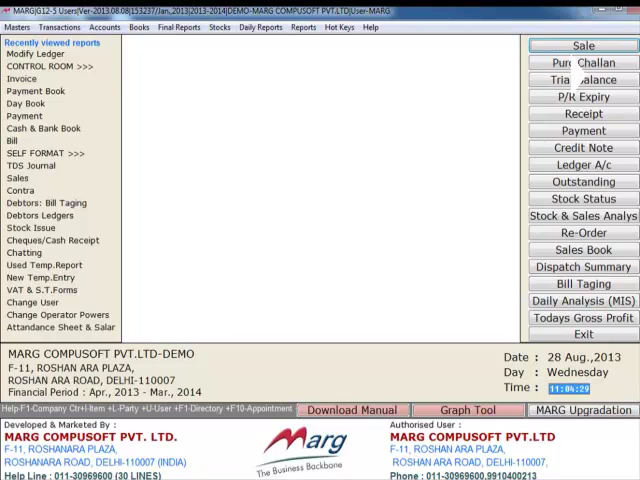 MARG|G12-5 Users|Ver-2013.08.08|153237/Jan,2013|2013-2014|DEMO-MARG COMPUSOFT PVT.LTD|User-MARG
Masters Transactions Accounts Books Final Reports Stocks Daily Reports Hot Keys Help
Recently viewed reports
Modify Ledger
CONTROL ROOM >>>
Invoice
Payment Book
Day Book
Payment
Cash & Bank Book
Bill
SELF FORMAT >>>
TDS Journal
Sales
Contra
Debtors: Bill Taging
Debtors Ledgers
Stock Issue
Cheques/Cash Receipt
Chatting
Used Temp.Report
New Temp.Entry
VAT & S.T.Forms
Change User
Change Operator Powers
Attandance Sheet & Salar
Sale
Purc Challan
Trial Balance
P/R Expiry
Receipt
Payment
Credit Note
Ledger A/c
Outstanding
Stock Status
Stock & Sales Analys
Re-Order
Sales Book
Dispatch Summary
Bill Taging
Daily Analysis (MIS)
Todays Gross Profit
Exit
MARG COMPUSOFT PVT.LTD-DEMO
F-11, ROSHAN ARA PLAZA,
ROSHAN ARA ROAD, DELHI-110007
Financial Period : Apr., 2013 - Mar., 2014
Date : 28 Aug.,2013
Day : Wednesday
Time : 11:04:29
Help-F1-Company Ctr+I-Item +L-Party +U-User +F1-Directory +F10-Appointment
Download Manual
Graph Tool
MARG Upgradation
Developed & Marketed By :
MARG COMPUSOFT PVT. LTD.
F-11, ROSHANARA PLAZA,
ROSHANARA ROAD, DELHI-110007 (INDIA)
Help Line : 011-30969600 (30 LINES)
Marg
The Business Backbone
Authorised User :
MARG COMPUSOFT PVT.LTD
F-11, ROSHAN ARA PLAZA,
ROSHAN ARA ROAD, DELHI-110007,
Phone : 011-30969600,9910400213